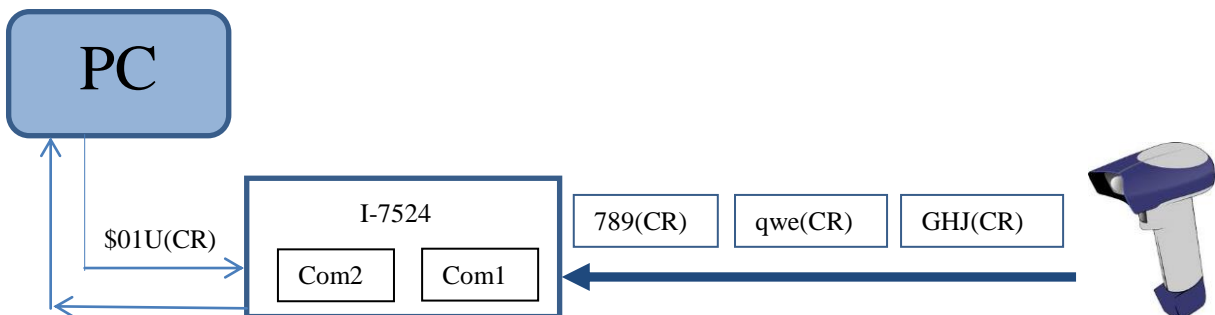 PC
I-7524
789(CR) qwe(CR) GHJ(CR)
$01U(CR)
Com2 Com1